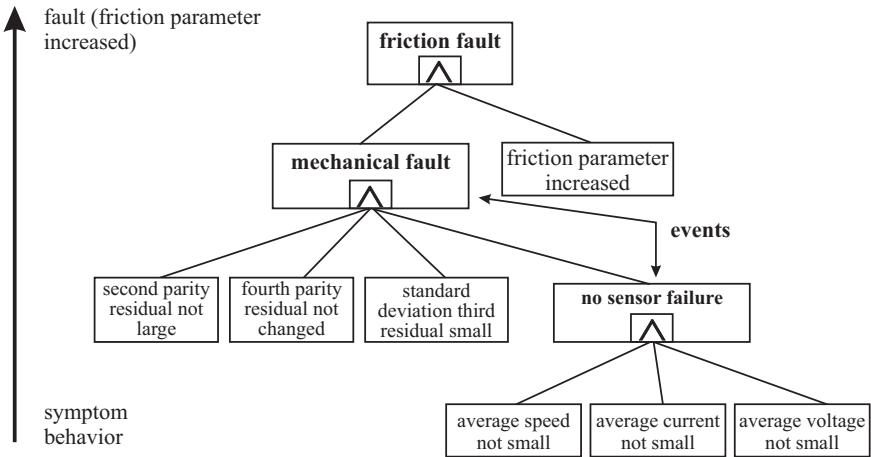 fault (friction parameter
increased)
friction fault
mechanical fault
friction parameter
increased
events
second parity
residual not
large
fourth parity
residual not
changed
standard
deviation third
residual small
no sensor failure
symptom
behavior
average speed
not small
average current
not small
average voltage
not small